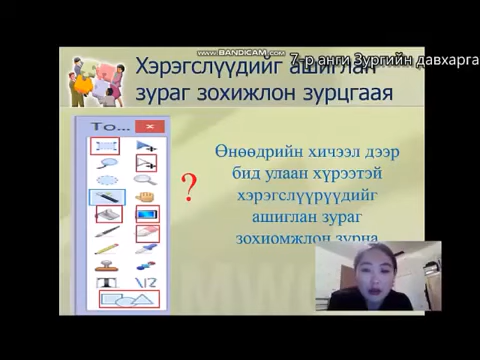 www.BANDICAM.com
7-р анги Зургийн давхарга
Хэрэгслүүдийг ашиглан
зураг зохижлон зурцгаая
To...
Өнөөдрийн хичээл дээр
бид улаан хүрээтэй
?
хэрэгслүүрүүдийг
ашиглан зураг
зохиомжлон зурна